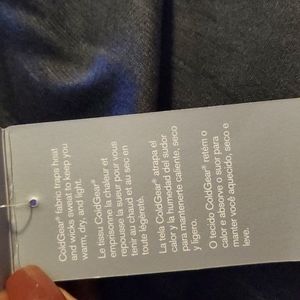 ColdGear® fabric traps heat
and wicks sweat to keep you
warm, dry, and light.
Le tissu ColdGear®
emprisonne la chaleur et
repousse la sueur pour vous
tenir au chaud et au sec en
toute légèreté.
La tela ColdGear® atrapa el
calor y la humedad del sudor
para mantenerte caliente, seco
y ligero.
O tecido ColdGear® retém o
calor e absorve o suor para
manter você aquecido, seco e
leve.